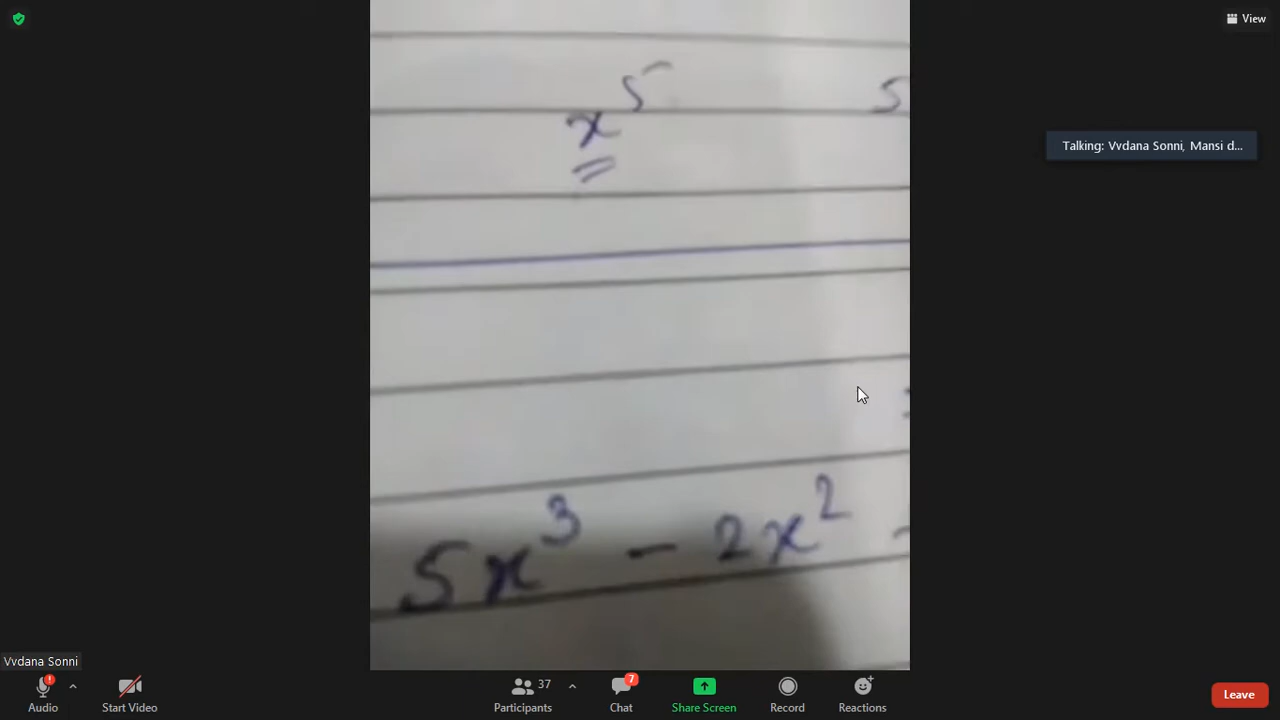 View
x⁵ 5
Talking: Vvdana Sonni, Mansi d...
5x³ - 2x² -
Vvdana Sonni
Audio
Start Video
37
Participants
7
Chat
Share Screen
Record
Reactions
Leave